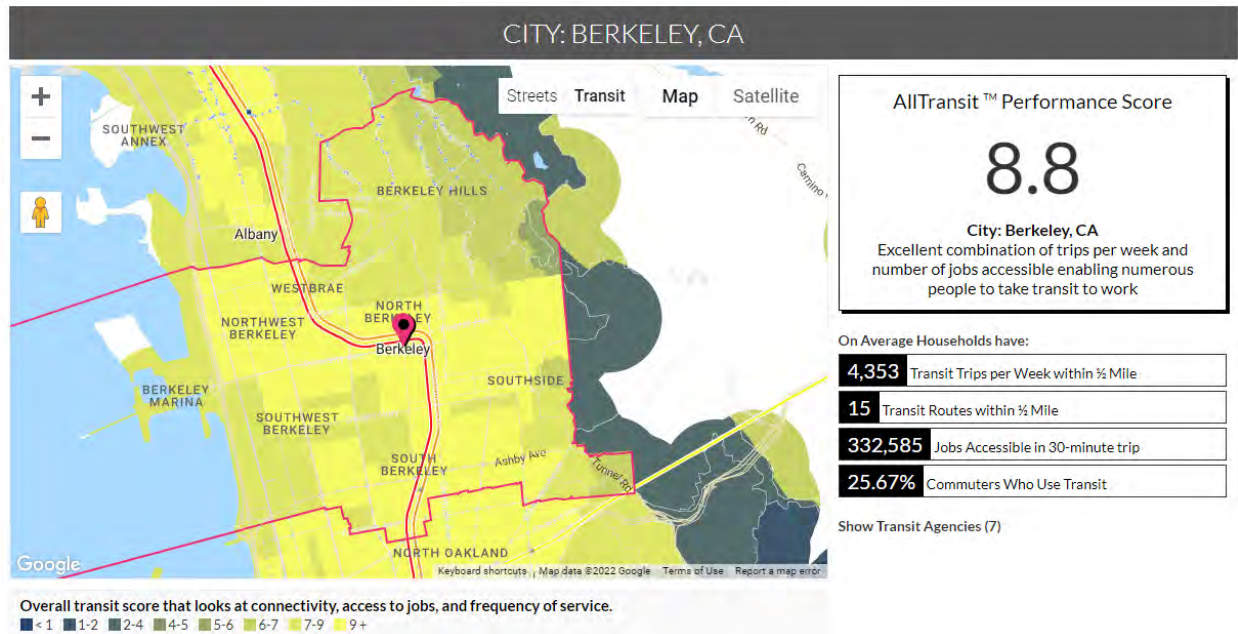 CITY: BERKELEY, CA
+
−
Streets Transit
Map Satellite
Camino
SOUTHWEST
ANNEX
BERKELEY HILLS
Albany
WESTBRAE
NORTHWEST
BERKELEY
NORTH
BERKELEY
Berkeley
BERKELEY
MARINA
SOUTHSIDE
SOUTHWEST
BERKELEY
SOUTH
BERKELEY
Ashby Ave
Tunnel Rd
NORTH OAKLAND
Google
Keyboard shortcuts Map data ©2022 Google Terms of Use Report a map error
Overall transit score that looks at connectivity, access to jobs, and frequency of service.
< 1 1-2 2-4 4-5 5-6 6-7 7-9 9 +
AllTransit ™ Performance Score
8.8
City: Berkeley, CA
Excellent combination of trips per week and
number of jobs accessible enabling numerous
people to take transit to work
On Average Households have:
4,353 Transit Trips per Week within ½ Mile
15 Transit Routes within ½ Mile
332,585 Jobs Accessible in 30-minute trip
25.67% Commuters Who Use Transit
Show Transit Agencies (7)